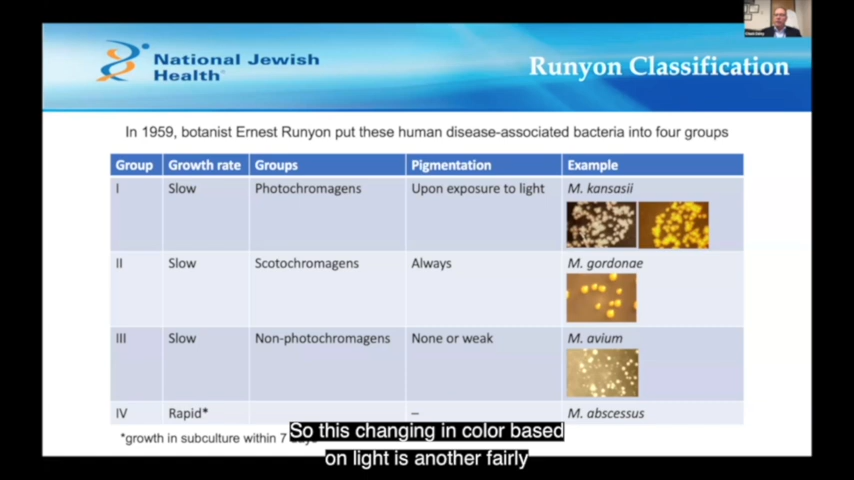 National Jewish
Health®
Runyon Classification
In 1959, botanist Ernest Runyon put these human disease-associated bacteria into four groups
Group Growth rate Groups Pigmentation Example
I Slow Photochromagens Upon exposure to light M. kansasii
II Slow Scotochromagens Always M. gordonae
III Slow Non-photochromagens None or weak M. avium
IV Rapid* – M. abscessus
*growth in subculture within 7
So this changing in color based
on light is another fairly